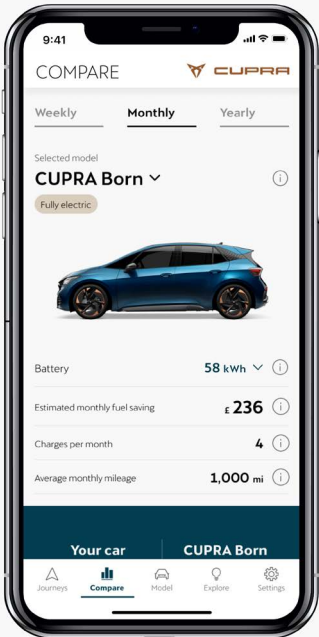 9:41
COMPARE CUPRA
Weekly Monthly Yearly
Selected model
CUPRA Born
Fully electric
Battery 58 kWh
Estimated monthly fuel saving £ 236
Charges per month 4
Average monthly mileage 1,000 mi
Your car CUPRA Born
Journeys Compare Model Explore Settings